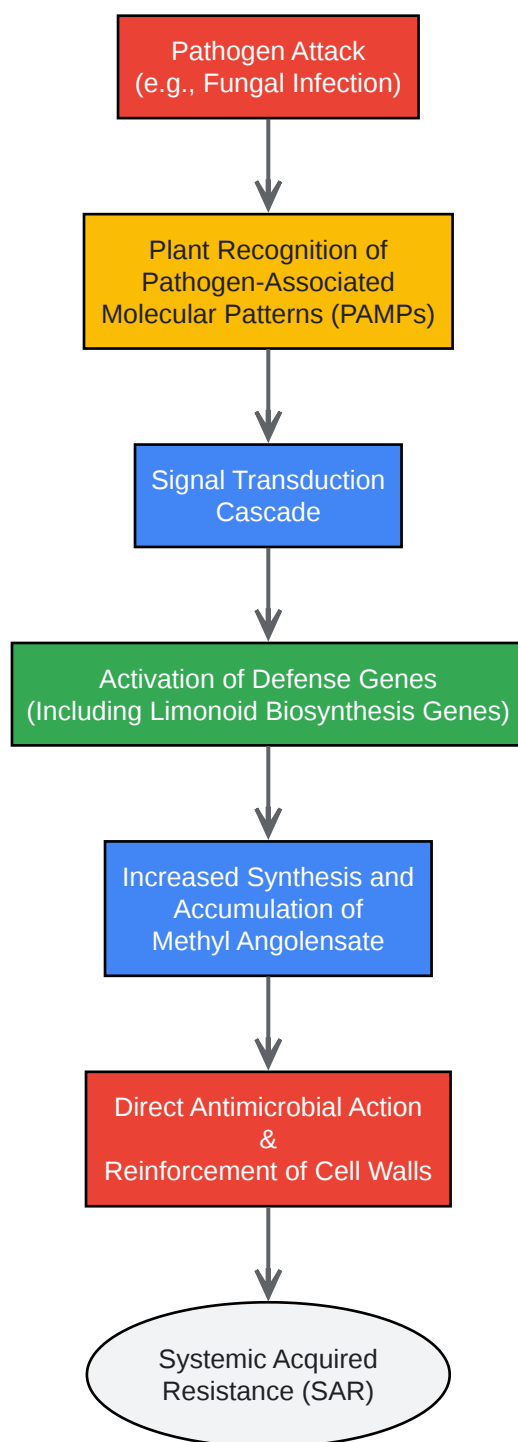 Pathogen Attack
(e.g., Fungal Infection)
Plant Recognition of
Pathogen-Associated
Molecular Patterns (PAMPs)
Signal Transduction
Cascade
Activation of Defense Genes
(Including Limonoid Biosynthesis Genes)
Increased Synthesis and
Accumulation of
Methyl Angolensate
Direct Antimicrobial Action
&
Reinforcement of Cell Walls
Systemic Acquired
Resistance (SAR)